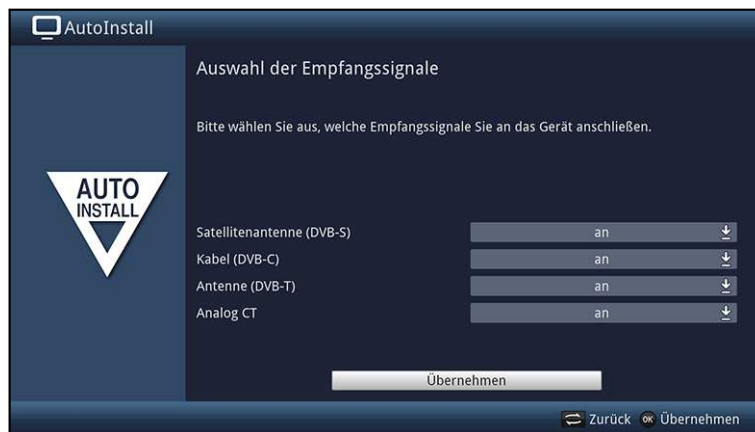 AutoInstall
Auswahl der Empfangssignale
Bitte wählen Sie aus, welche Empfangssignale Sie an das Gerät anschließen.
AUTO
INSTALL
Satellitenantenne (DVB-S) an
Kabel (DVB-C) an
Antenne (DVB-T) an
Analog CT an
Übernehmen
Zurück OK Übernehmen